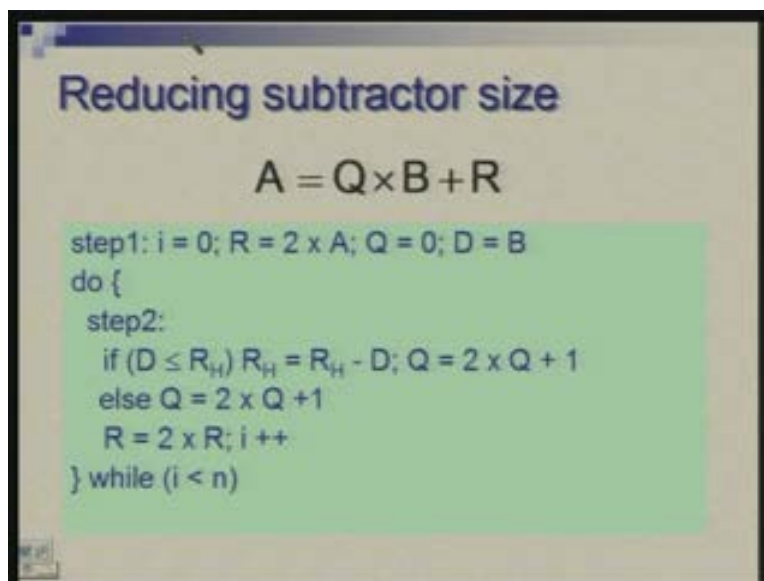 Reducing subtractor size
A = Q×B+R
step1: i = 0; R = 2 x A; Q = 0; D = B
do {
step2:
if (D ≤ R_H) R_H = R_H - D; Q = 2 x Q + 1
else Q = 2 x Q +1
R = 2 x R; i ++
} while (i < n)